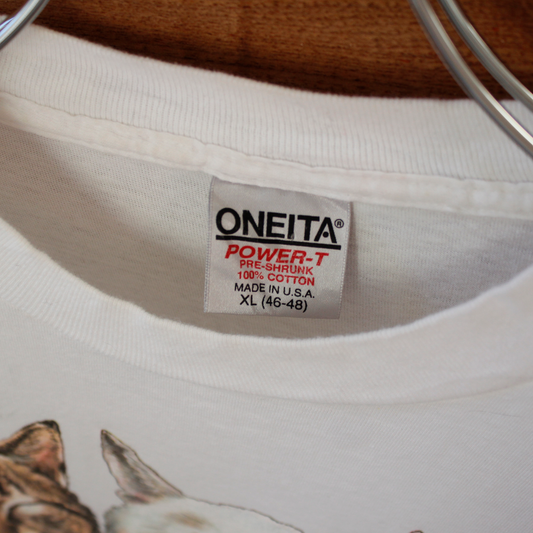 ONEITA®
POWER-T
PRE-SHRUNK
100% COTTON
MADE IN U.S.A.
XL (46-48)